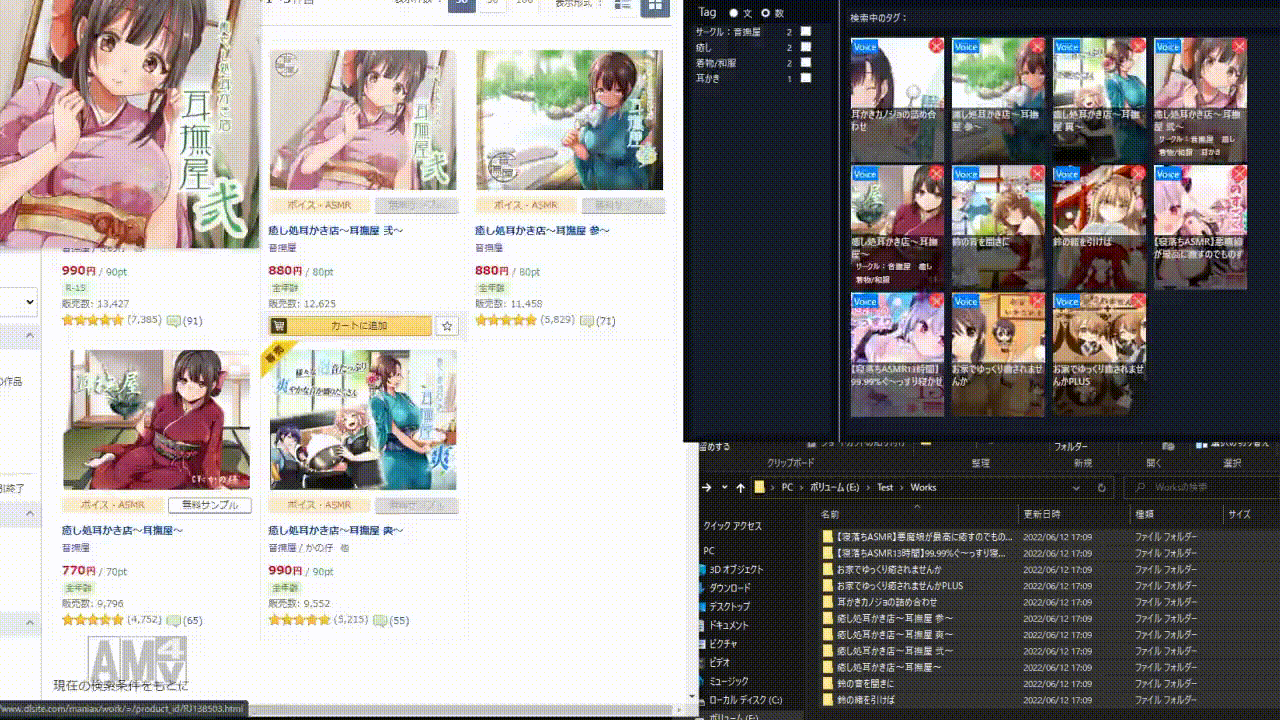 表示形式：
耳撫屋
弐
ボイス・ASMR
無料サンプル
ボイス・ASMR
無料サンプル
癒し処耳かき店～耳撫屋 弐～
癒し処耳かき店～耳撫屋 参～
音撫屋
音撫屋
990円 / 90pt
880円 / 80pt
880円 / 80pt
R-15
全年齢
全年齢
販売数: 13,427
販売数: 12,625
販売数: 11,458
(7,385) (91)
カートに追加
(5,829) (71)
専売
耳撫屋
爽
ボイス・ASMR
無料サンプル
ボイス・ASMR
無料サンプル
癒し処耳かき店～耳撫屋～
癒し処耳かき店～耳撫屋 爽～
音撫屋
音撫屋 / かの仔 他
770円 / 70pt
990円 / 90pt
全年齢
全年齢
販売数: 9,796
販売数: 9,552
(4,752) (65)
(5,215) (55)
AM4V
現在の検索条件をもとに
www.dlsite.com/maniax/work/=/product_id/RJ138503.html
Tag 文 数
サークル：音撫屋 2
癒し 2
着物/和服 2
耳かき 1
検索中のタグ：
Voice
Voice
Voice
Voice
耳かきカノジョの詰め合わせ
癒し処耳かき店～耳撫屋 参～
癒し処耳かき店～耳撫屋 爽～
癒し処耳かき店～耳撫屋 弐～
サークル：音撫屋 癒し
着物/和服 耳かき
Voice
Voice
Voice
Voice
癒し処耳かき店～耳撫屋～
サークル：音撫屋 癒し
着物/和服
鈴の音を聞きに
鈴の緒を引けば
【寝落ちASMR】悪魔娘が最高に癒すのでものす
Voice
Voice
Voice
【寝落ちASMR13時間】99.99%ぐ～っすり寝かせ
お家でゆっくり癒されませんか
お家でゆっくり癒されませんかPLUS
クリップボード
整理
新規
開く
選択
フォルダー
PC › ボリューム (E:) › Test › Works
Worksの検索
名前
更新日時
種類
サイズ
クイック アクセス
PC
3D オブジェクト
ダウンロード
デスクトップ
ドキュメント
ピクチャ
ビデオ
ミュージック
ローカル ディスク (C:)
ボリューム (E:)
【寝落ちASMR】悪魔娘が最高に癒すのでもの... 2022/06/12 17:09 ファイル フォルダー
【寝落ちASMR13時間】99.99%ぐ～っすり寝... 2022/06/12 17:09 ファイル フォルダー
お家でゆっくり癒されませんか 2022/06/12 17:09 ファイル フォルダー
お家でゆっくり癒されませんかPLUS 2022/06/12 17:09 ファイル フォルダー
耳かきカノジョの詰め合わせ 2022/06/12 17:09 ファイル フォルダー
癒し処耳かき店～耳撫屋 参～ 2022/06/12 17:09 ファイル フォルダー
癒し処耳かき店～耳撫屋 爽～ 2022/06/12 17:09 ファイル フォルダー
癒し処耳かき店～耳撫屋 弐～ 2022/06/12 17:09 ファイル フォルダー
癒し処耳かき店～耳撫屋～ 2022/06/12 17:09 ファイル フォルダー
鈴の音を聞きに 2022/06/12 17:09 ファイル フォルダー
鈴の緒を引けば 2022/06/12 17:09 ファイル フォルダー